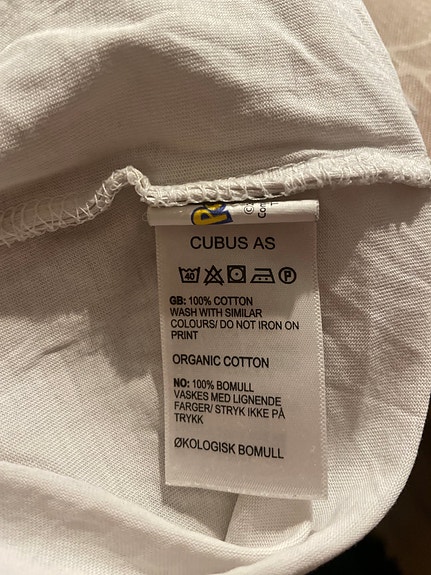 CUBUS AS
40 P
GB: 100% COTTON
WASH WITH SIMILAR
COLOURS/ DO NOT IRON ON
PRINT
ORGANIC COTTON
NO: 100% BOMULL
VASKES MED LIGNENDE
FARGER/ STRYK IKKE PÅ
TRYKK
ØKOLOGISK BOMULL